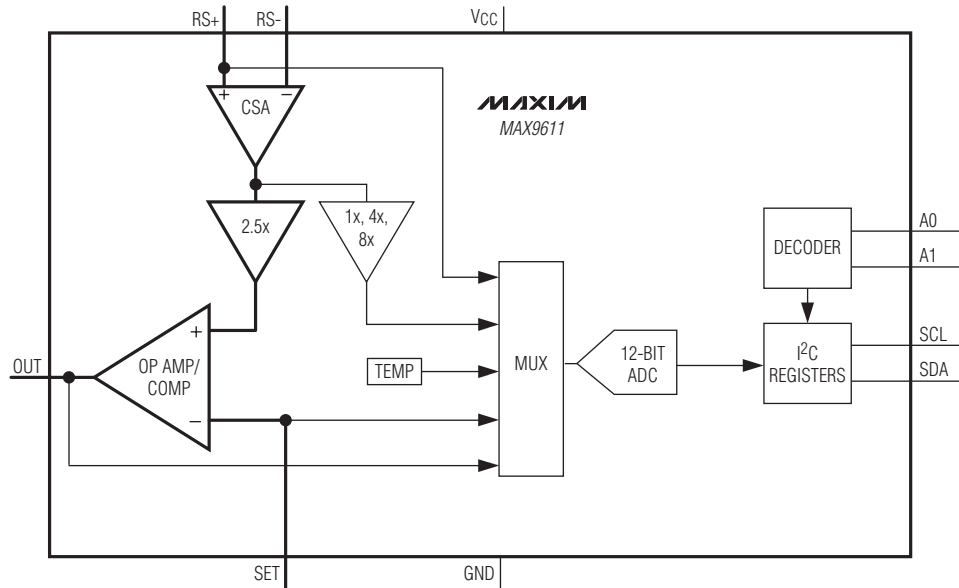 RS+
RS-
VCC
+
−
CSA
MAXIM
MAX9611
2.5x
1x, 4x,
8x
DECODER
A0
A1
+
OP AMP/
COMP
−
OUT
TEMP
MUX
12-BIT
ADC
I²C
REGISTERS
SCL
SDA
SET
GND